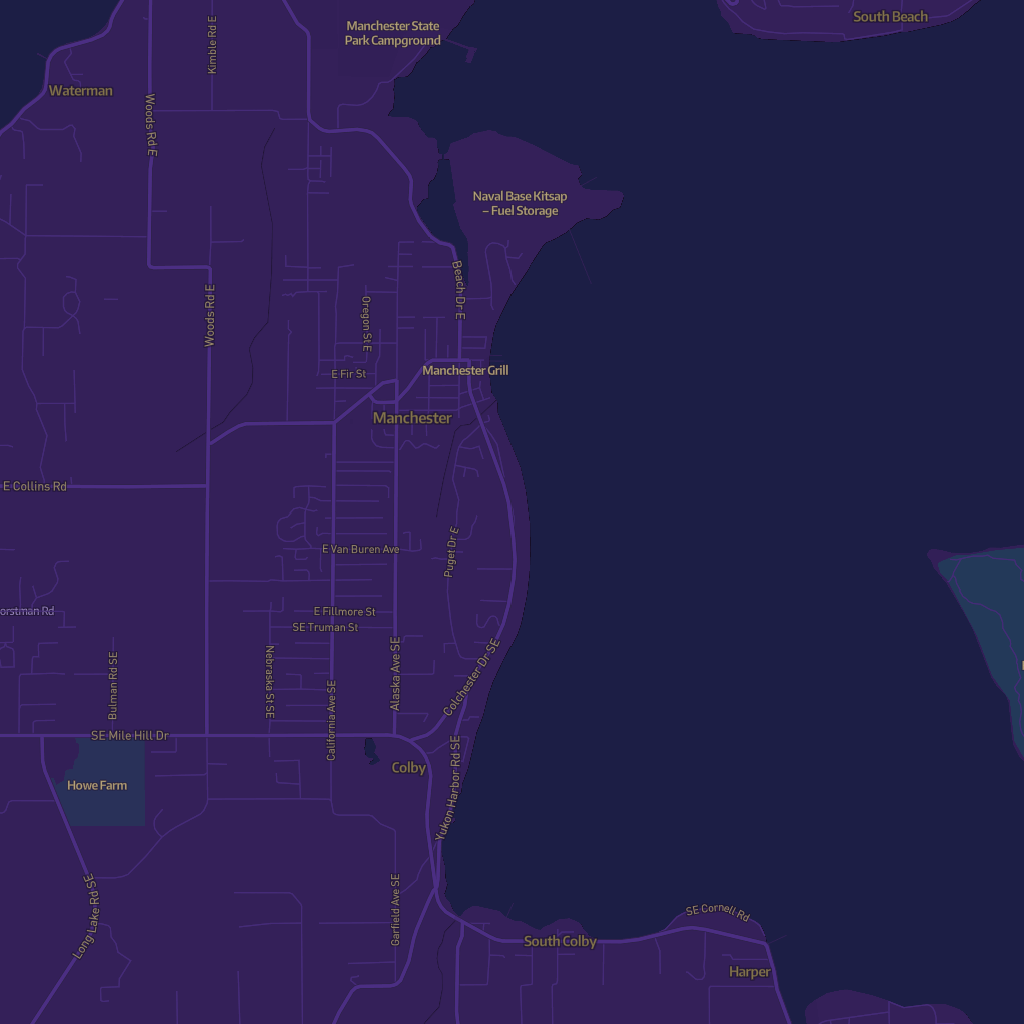 South Beach
Manchester State
Park Campground
Kimble Rd E
Waterman
Woods Rd E
Naval Base Kitsap
– Fuel Storage
Beach Dr E
Woods Rd E
Oregon St E
E Fir St
Manchester Grill
Manchester
E Collins Rd
E Van Buren Ave
Puget Dr E
orstman Rd
E Fillmore St
SE Truman St
Bulman Rd SE
Nebraska St SE
Alaska Ave SE
California Ave SE
Colchester Dr SE
SE Mile Hill Dr
Colby
Howe Farm
Yukon Harbor Rd SE
Long Lake Rd SE
Garfield Ave SE
SE Cornell Rd
South Colby
Harper